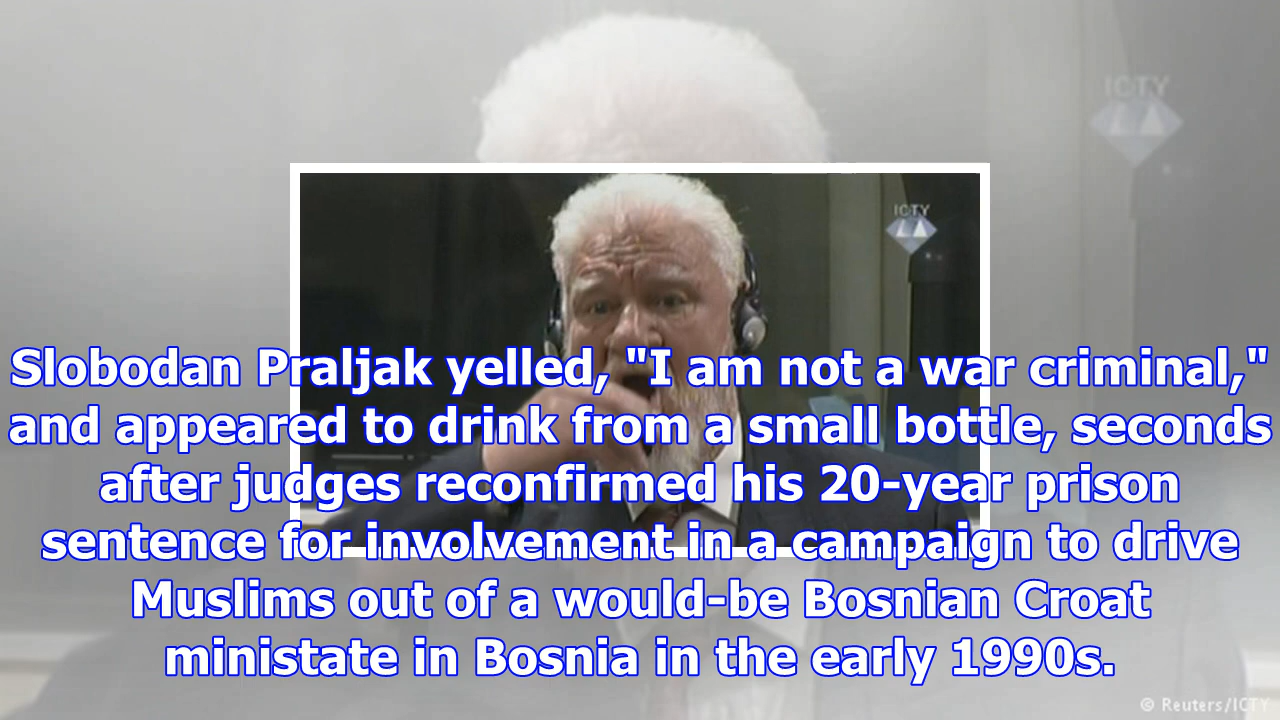 ICTY
ICTY
Slobodan Praljak yelled, "I am not a war criminal,"
and appeared to drink from a small bottle, seconds
after judges reconfirmed his 20-year prison
sentence for involvement in a campaign to drive
Muslims out of a would-be Bosnian Croat
ministate in Bosnia in the early 1990s.
© Reuters/ICTY